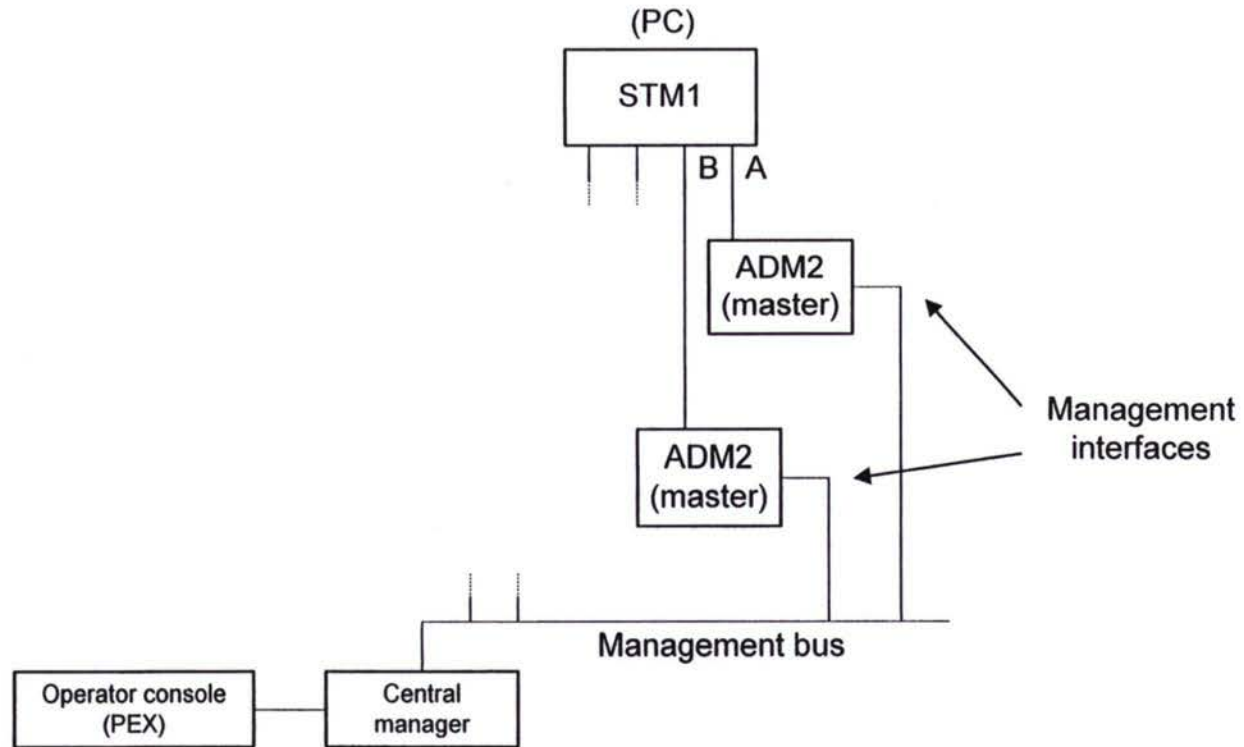 (PC)
STM1
B A
ADM2
(master)
Management
interfaces
ADM2
(master)
Management bus
Operator console
(PEX)
Central
manager